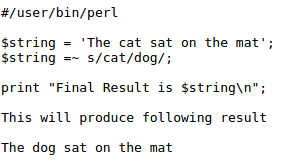 #/user/bin/perl
$string = 'The cat sat on the mat';
$string =~ s/cat/dog/;
print "Final Result is $string\n";
This will produce following result
The dog sat on the mat